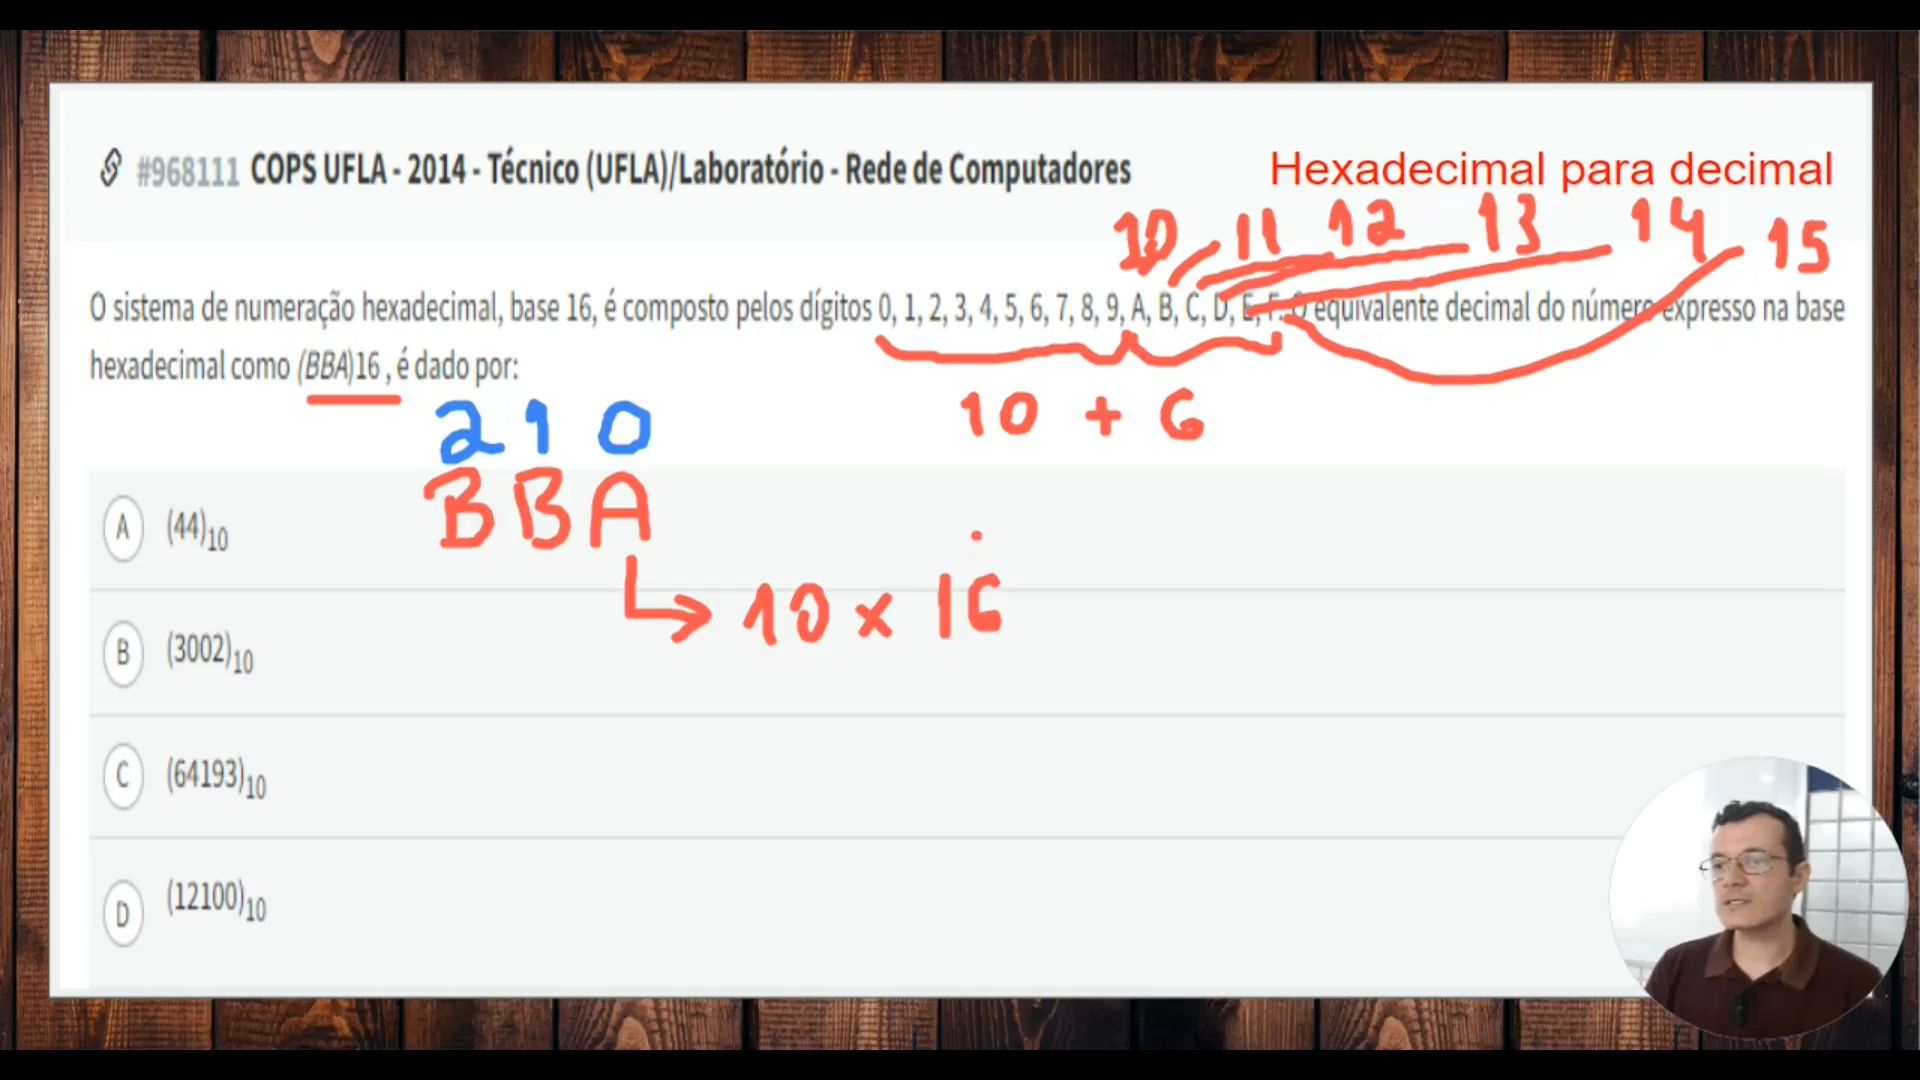 #968111 COPS UFLA - 2014 - Técnico (UFLA)/Laboratório - Rede de Computadores
Hexadecimal para decimal
10 11 12 13 14 15
O sistema de numeração hexadecimal, base 16, é composto pelos dígitos 0, 1, 2, 3, 4, 5, 6, 7, 8, 9, A, B, C, D, E, F. O equivalente decimal do número expresso na base
hexadecimal como (BBA)16 , é dado por:
10 + 6
2 1 0
B B A
10 x 16
A (44)10
B (3002)10
C (64193)10
D (12100)10